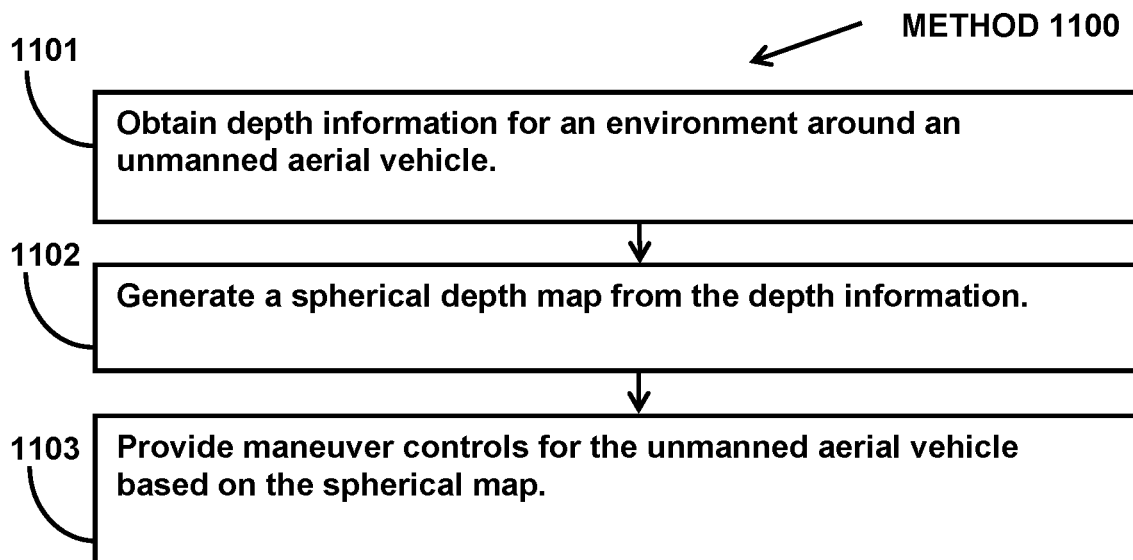 METHOD 1100
1101
Obtain depth information for an environment around an
unmanned aerial vehicle.
1102
Generate a spherical depth map from the depth information.
1103
Provide maneuver controls for the unmanned aerial vehicle
based on the spherical map.